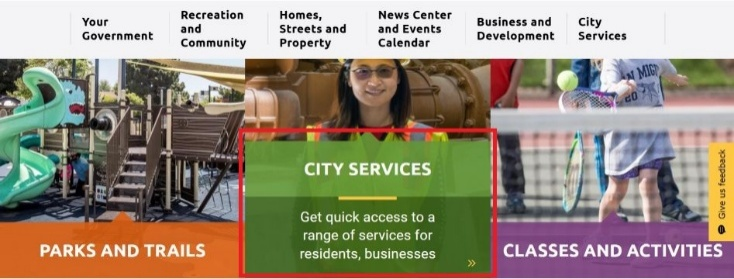 Your
Government
Recreation
and
Community
Homes,
Streets and
Property
News Center
and Events
Calendar
Business and
Development
City
Services
PARKS AND TRAILS
CITY SERVICES
Get quick access to a
range of services for
residents, businesses
»
CLASSES AND ACTIVITIES
Give us feedback